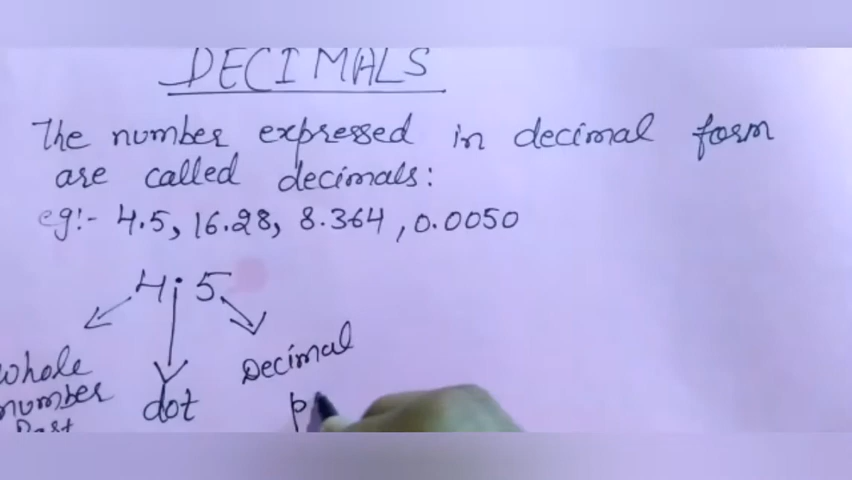 DECIMALS
The number expressed in decimal form
are called decimals:
eg:- 4.5, 16.28, 8.364, 0.0050
4.5
whole
number
Part
dot
Decimal
p